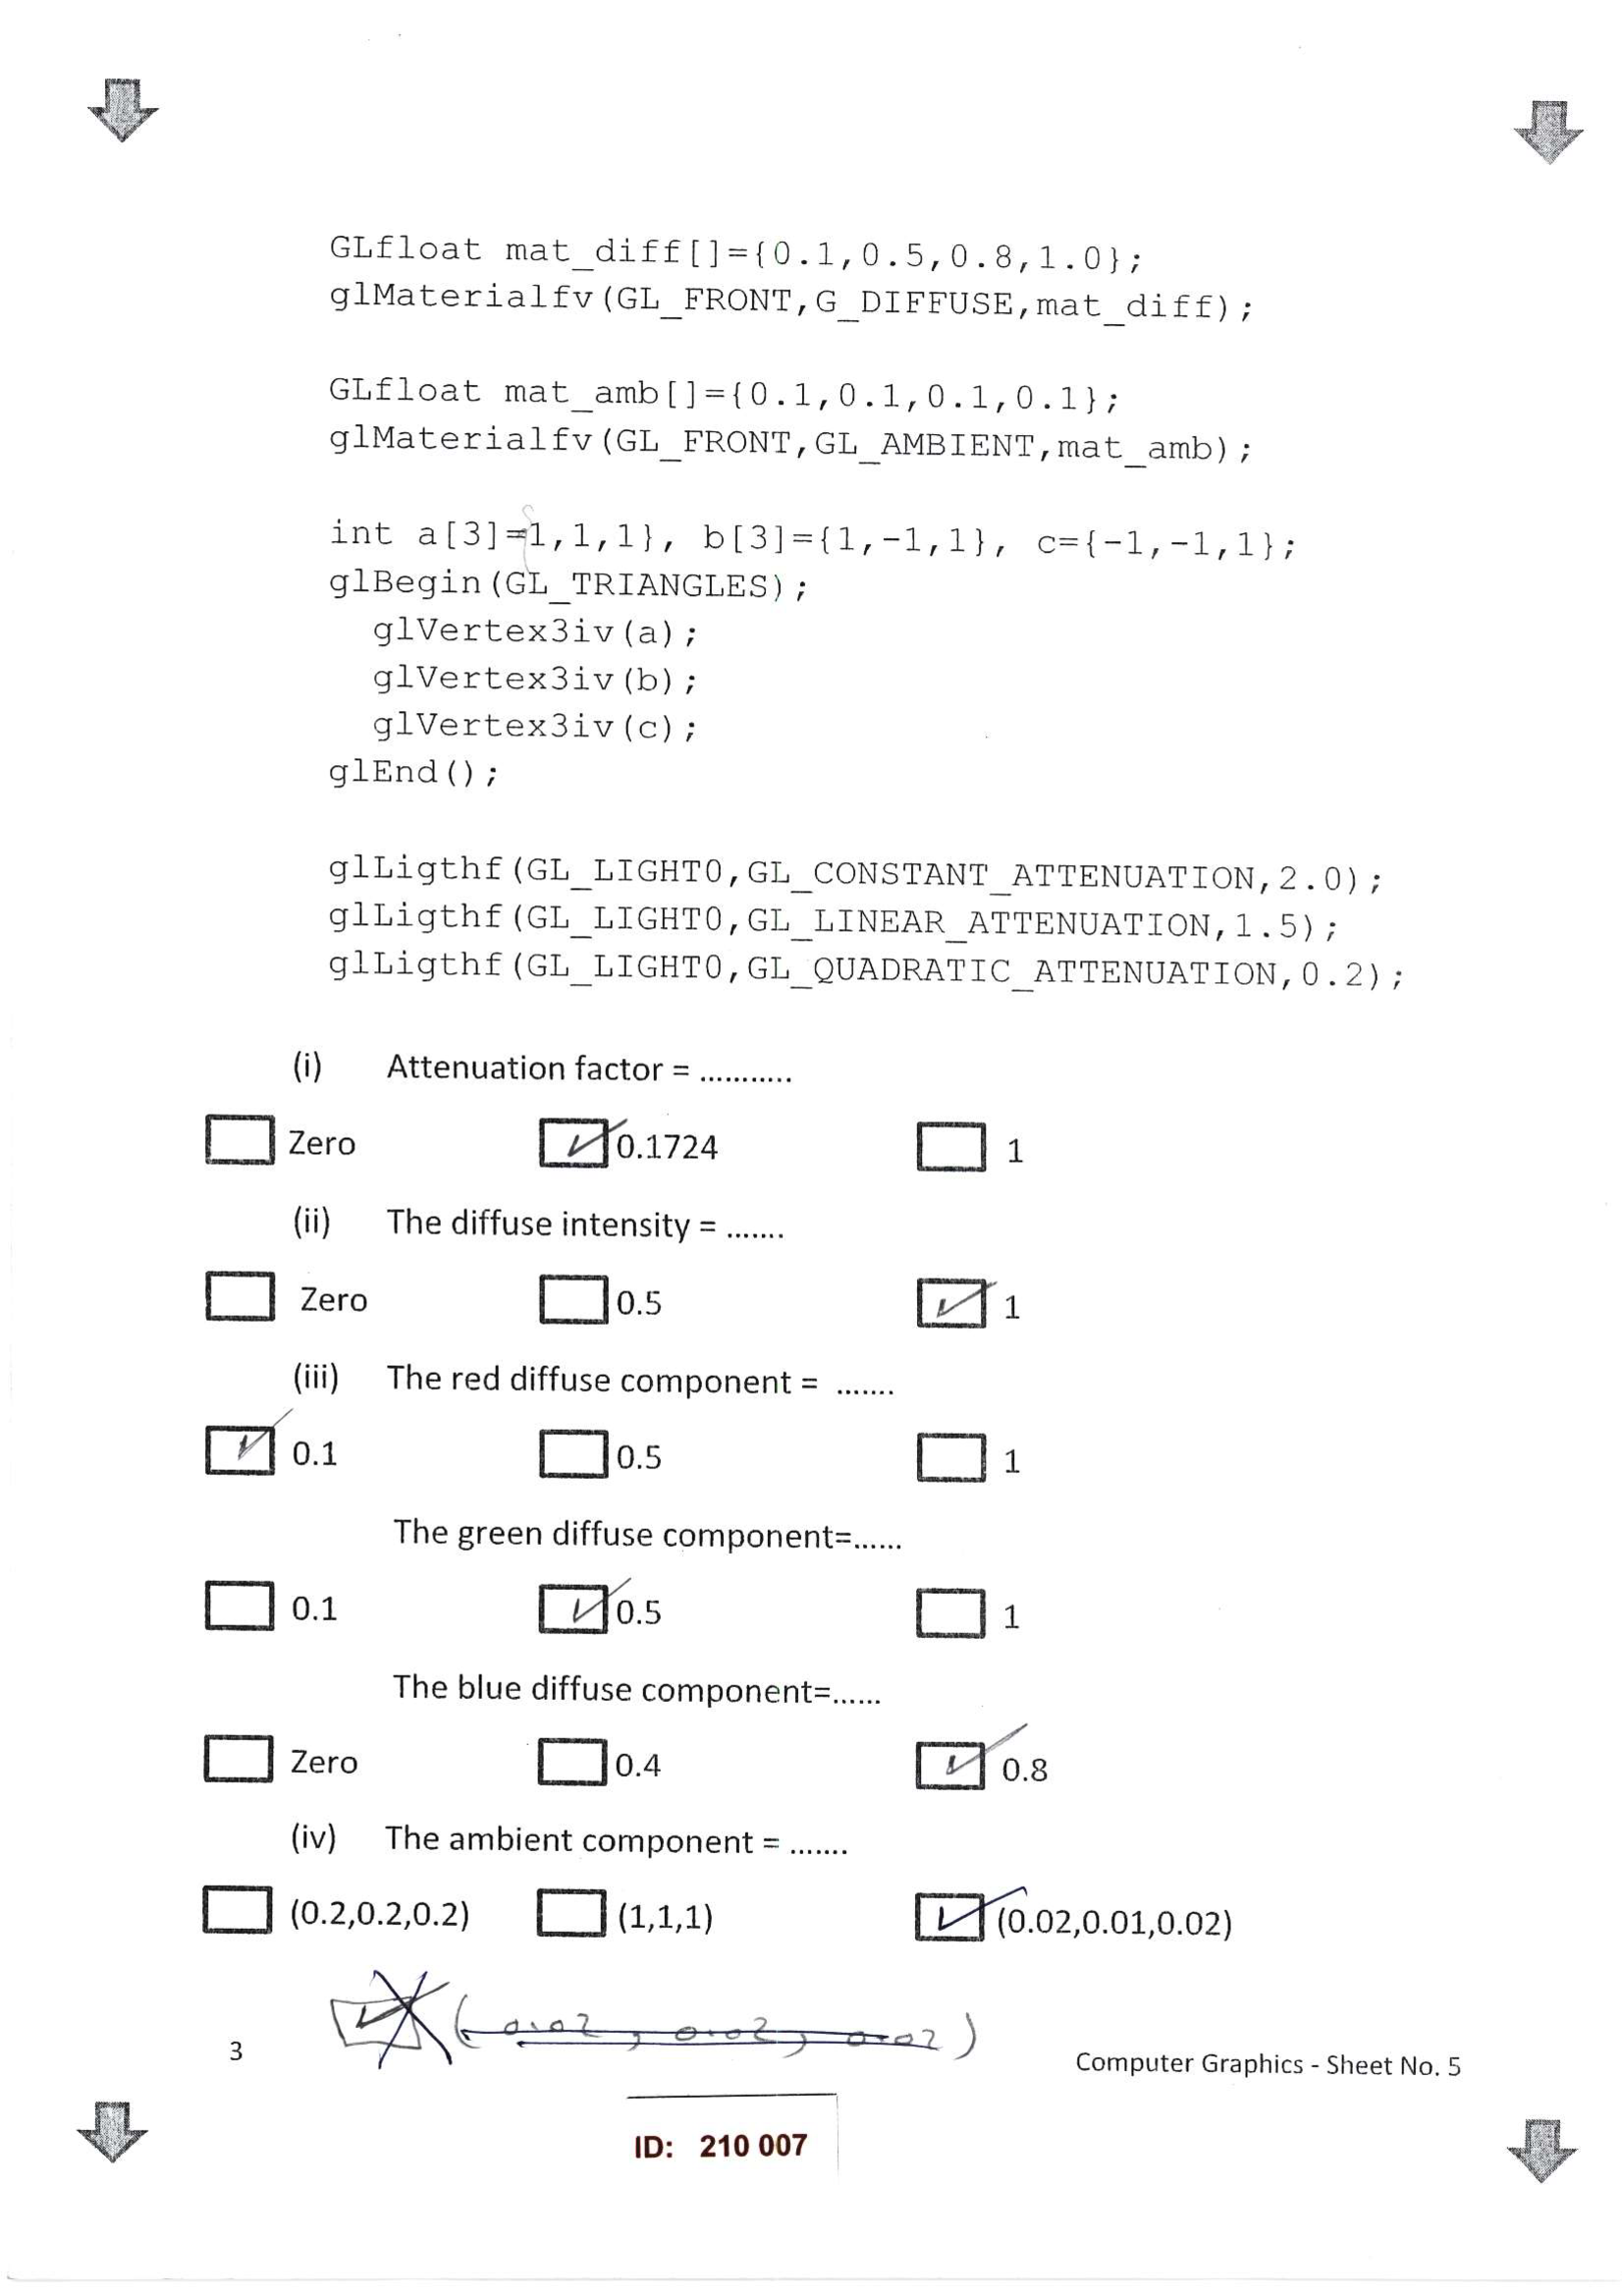 GLfloat mat_diff[]={0.1,0.5,0.8,1.0};
glMaterialfv(GL_FRONT,G_DIFFUSE,mat_diff);
GLfloat mat_amb[]={0.1,0.1,0.1,0.1};
glMaterialfv(GL_FRONT,GL_AMBIENT,mat_amb);
int a[3]=1,1,1}, b[3]={1,-1,1}, c={-1,-1,1};
glBegin(GL_TRIANGLES);
glVertex3iv(a);
glVertex3iv(b);
glVertex3iv(c);
glEnd();
glLigthf(GL_LIGHT0,GL_CONSTANT_ATTENUATION,2.0);
glLigthf(GL_LIGHT0,GL_LINEAR_ATTENUATION,1.5);
glLigthf(GL_LIGHT0,GL_QUADRATIC_ATTENUATION,0.2);
(i) Attenuation factor = ...........
Zero 0.1724 1
(ii) The diffuse intensity = .......
Zero 0.5 1
(iii) The red diffuse component = .......
0.1 0.5 1
The green diffuse component=......
0.1 0.5 1
The blue diffuse component=......
Zero 0.4 0.8
(iv) The ambient component = .......
(0.2,0.2,0.2) (1,1,1) (0.02,0.01,0.02)
(0.02, 0.02, 0.02)
3 Computer Graphics - Sheet No. 5
ID: 210 007